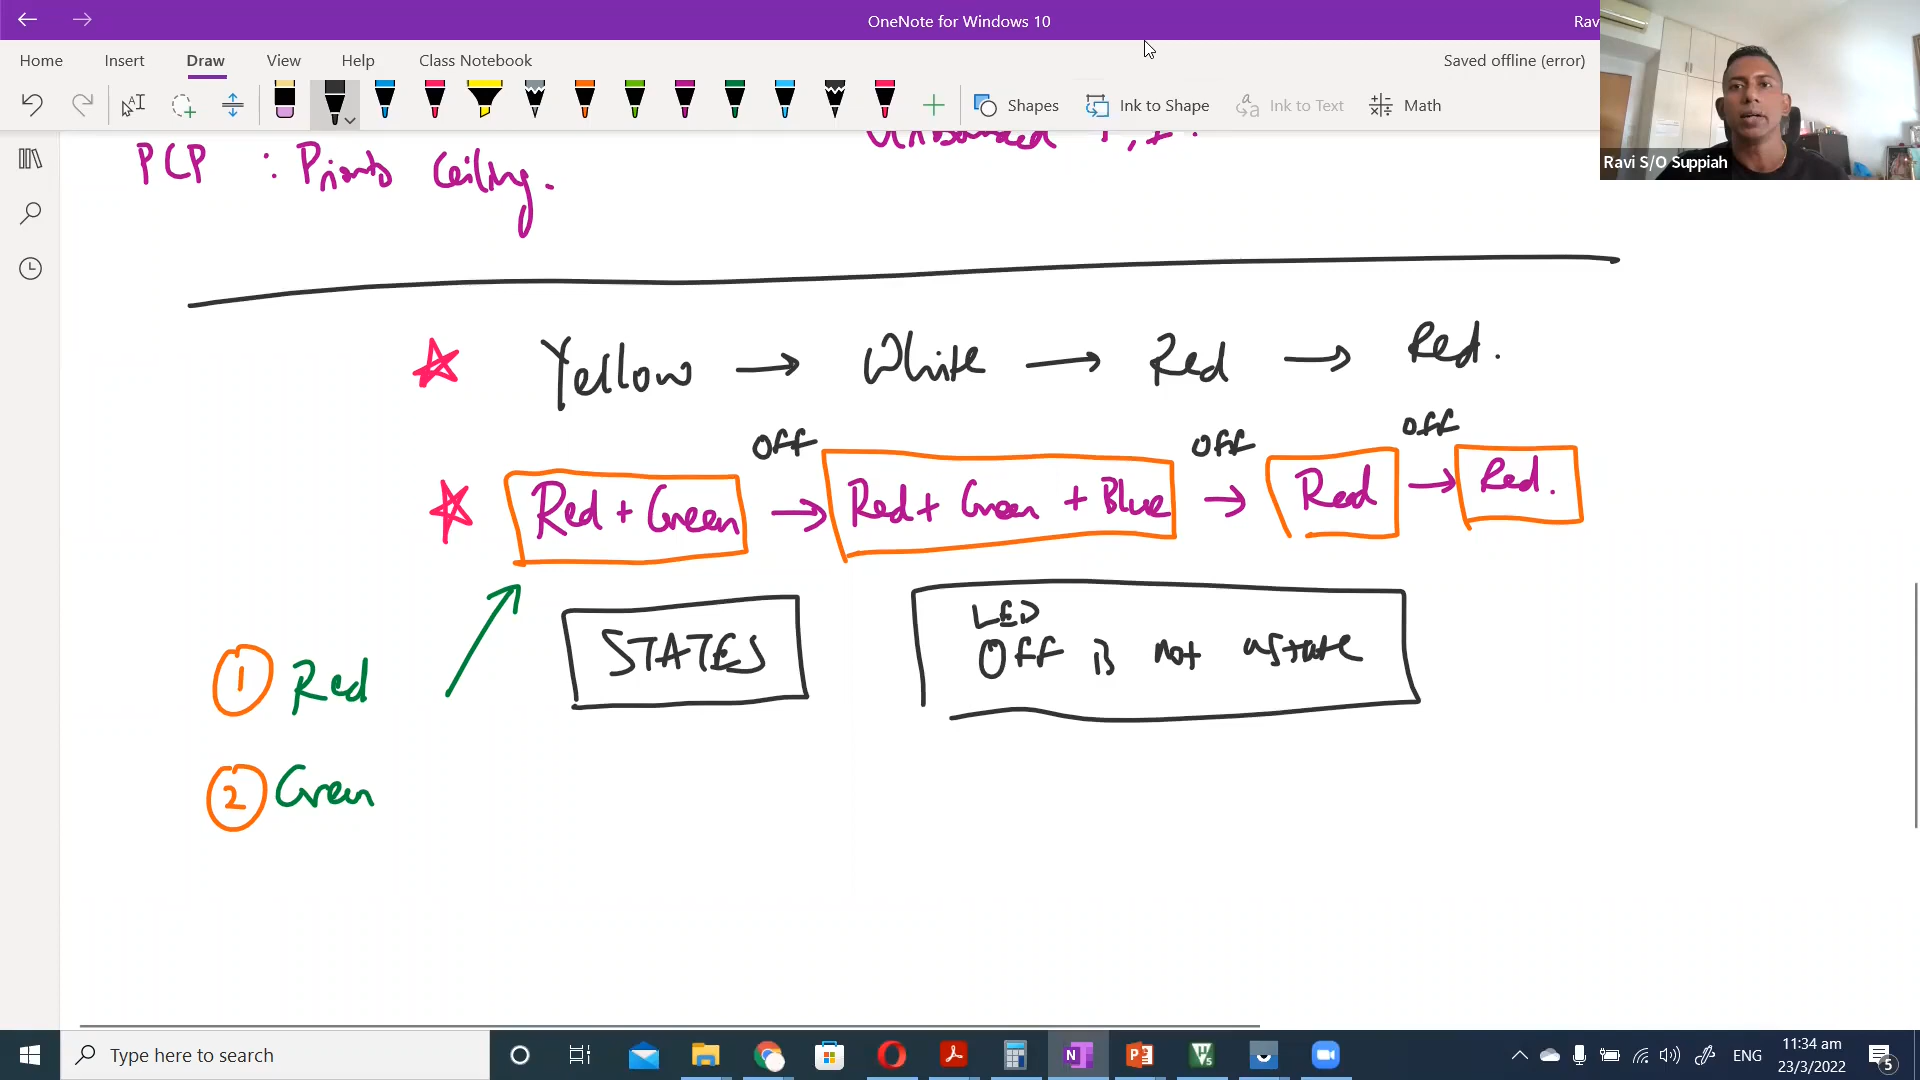 OneNote for Windows 10
Rav
Home Insert Draw View Help Class Notebook
Saved offline (error)
Shapes Ink to Shape Ink to Text Math
Ravi S/O Suppiah
PCP : Ceiling.
Yellow → White → Red → Red.
Off Off Off
Red + Green → Red + Green + Blue → Red → Red.
STATES
LED
Off is not a state
1 Red
2 Green
Type here to search
ENG
11:34 am
23/3/2022
5